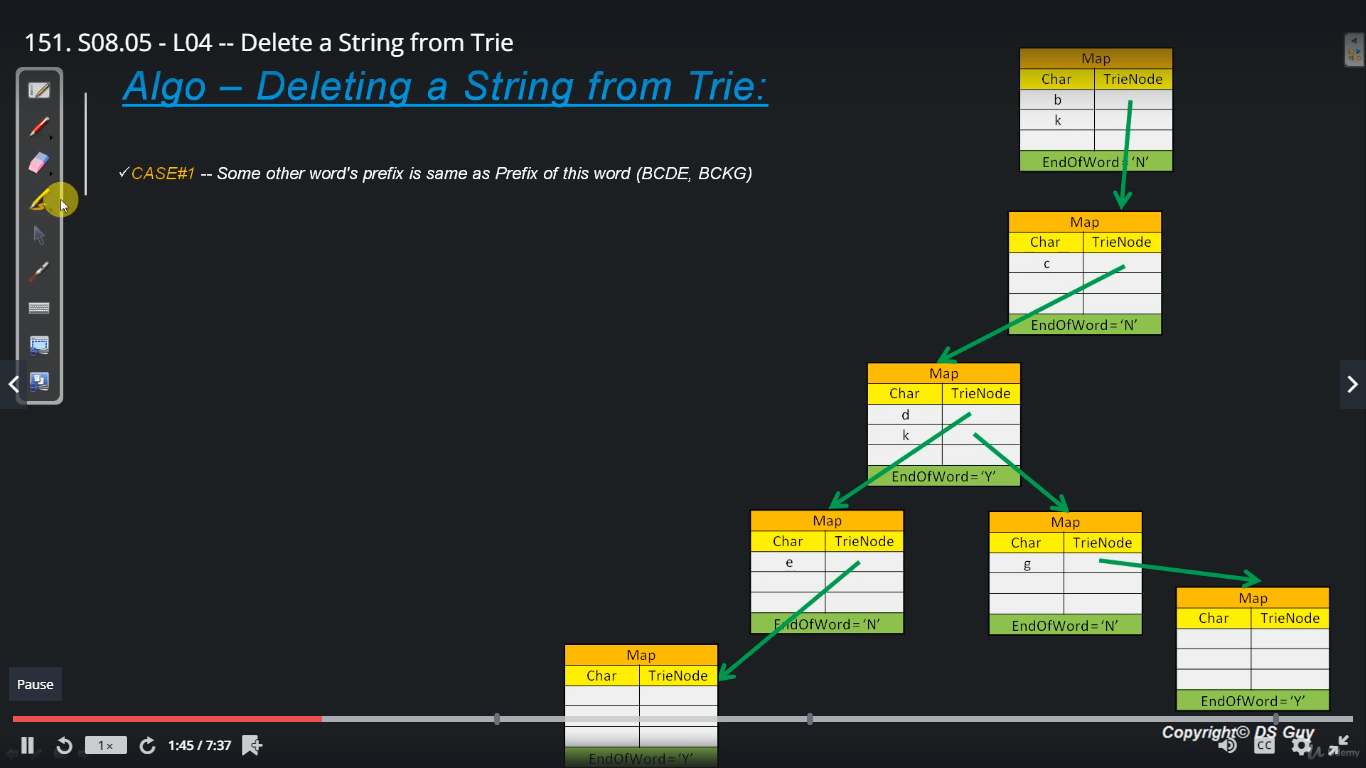 151. S08.05 - L04 -- Delete a String from Trie
Algo – Deleting a String from Trie:
✓CASE#1 -- Some other word's prefix is same as Prefix of this word (BCDE, BCKG)
Map
Char TrieNode
b
k
EndOfWord= ‘N’
Map
Char TrieNode
c
EndOfWord= ‘N’
Map
Char TrieNode
d
k
EndOfWord= ‘Y’
Map
Char TrieNode
e
EndOfWord= ‘N’
Map
Char TrieNode
g
EndOfWord= ‘N’
Map
Char TrieNode
EndOfWord= ‘Y’
Map
Char TrieNode
EndOfWord= ‘Y’
Pause
Copyright© DS Guy
1x
1:45 / 7:37
CC
Udemy